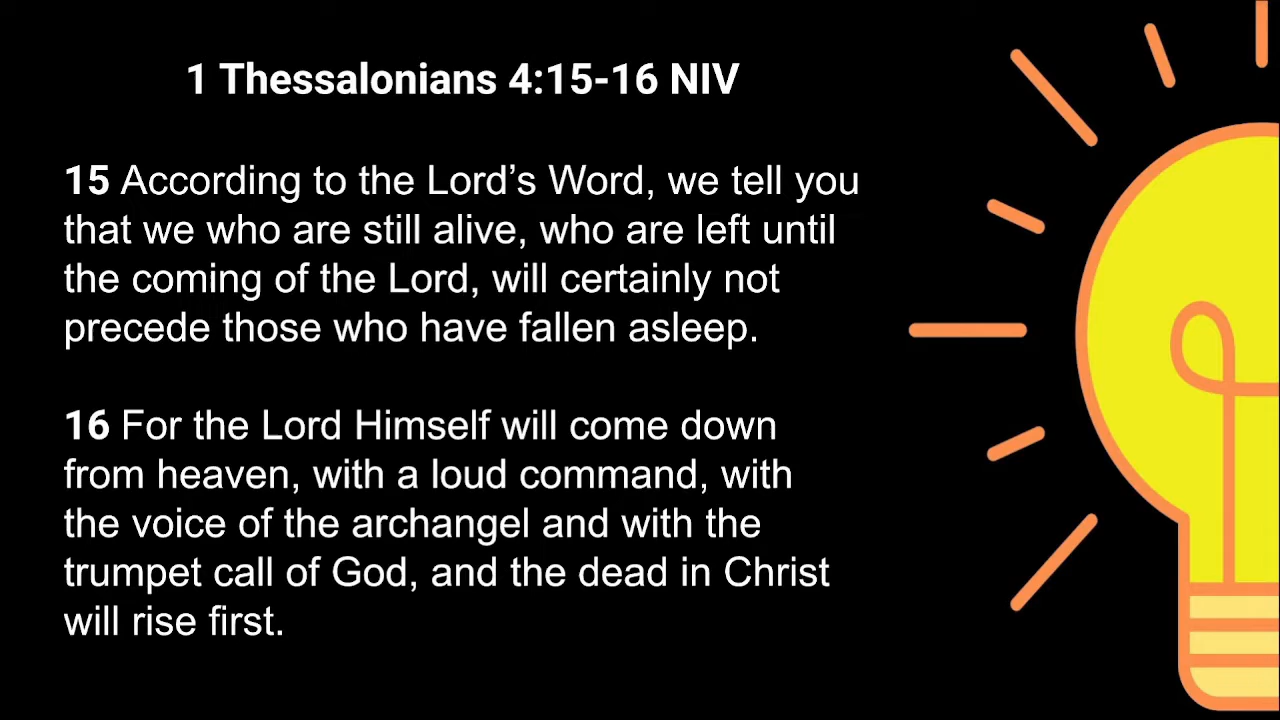 1 Thessalonians 4:15-16 NIV
15 According to the Lord’s Word, we tell you
that we who are still alive, who are left until
the coming of the Lord, will certainly not
precede those who have fallen asleep.
16 For the Lord Himself will come down
from heaven, with a loud command, with
the voice of the archangel and with the
trumpet call of God, and the dead in Christ
will rise first.